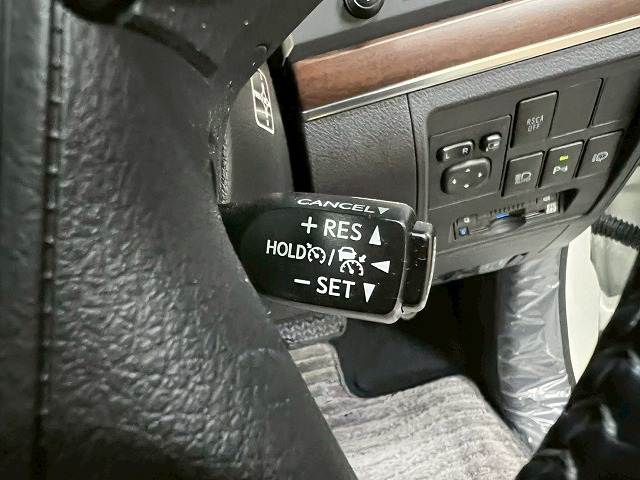 RSCA
OFF
R
P
CANCEL▼
+ RES ▲
HOLD / ◀
− SET ▼